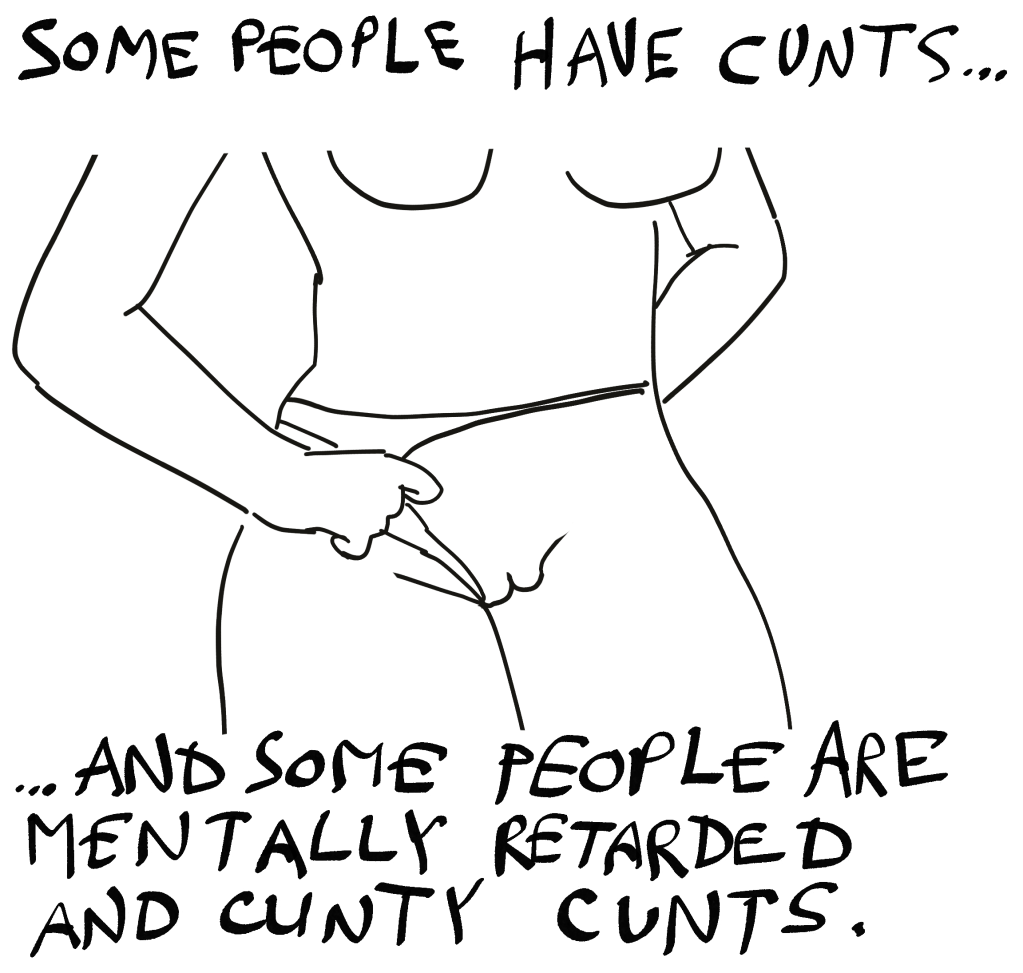 SOME PEOPLE HAVE CUNTS...
...AND SOME PEOPLE ARE
MENTALLY RETARDED
AND CUNTY CUNTS.